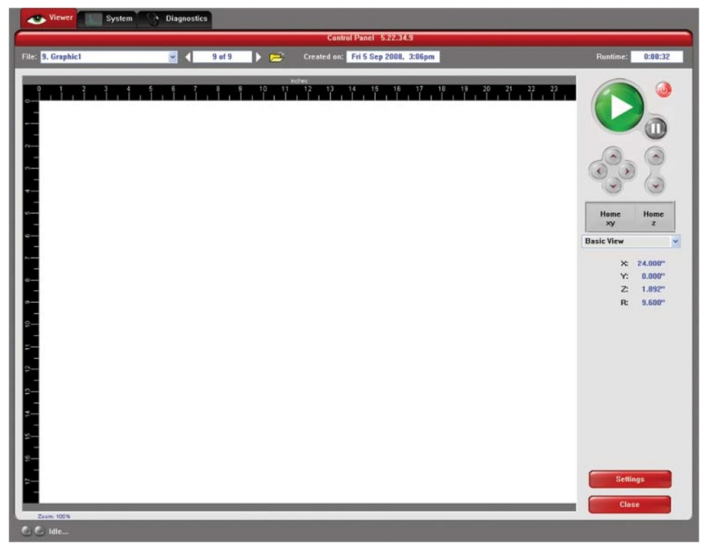 Viewer System Diagnostics
Control Panel 5.22.34.9
File: 9. Graphic1 9 of 9 Created on: Fri 5 Sep 2008, 3:06pm Runtime: 0:00:32
inches
0 1 2 3 4 5 6 7 8 9 10 11 12 13 14 15 16 17 18 19 20 21 22 23
0
1
2
3
4
5
6
7
8
9
10
11
12
13
14
15
16
17
Home xy Home z
Basic View
X: 24.000"
Y: 0.000"
Z: 1.892"
R: 9.600"
Settings
Close
Zoom: 100%
Idle...